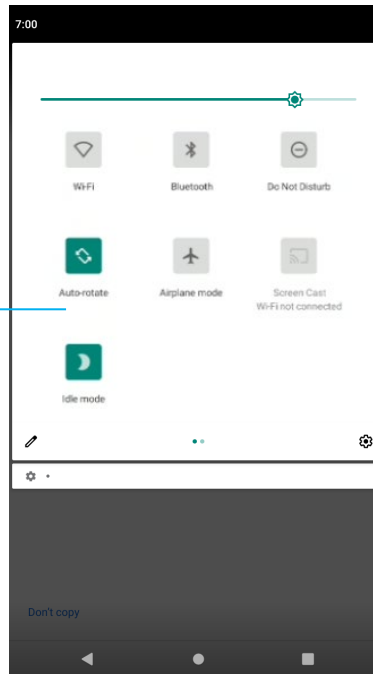 7:00
Wi-Fi
Bluetooth
Do Not Disturb
Auto-rotate
Airplane mode
Screen Cast
Wi-Fi not connected
Idle mode
Don't copy